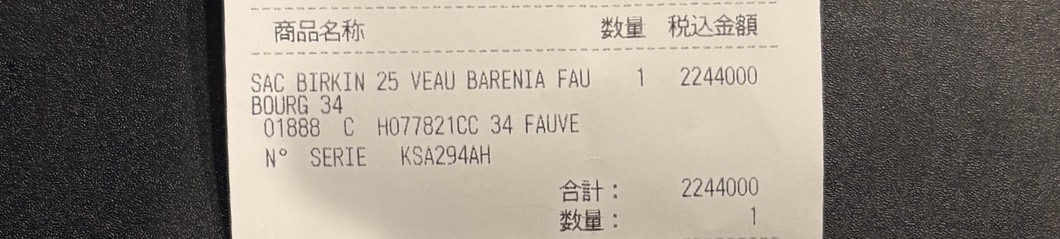 商品名称 数量 税込金額
SAC BIRKIN 25 VEAU BARENIA FAU 1 2244000
BOURG 34
01888 C H077821CC 34 FAUVE
N° SERIE KSA294AH
合計： 2244000
数量： 1